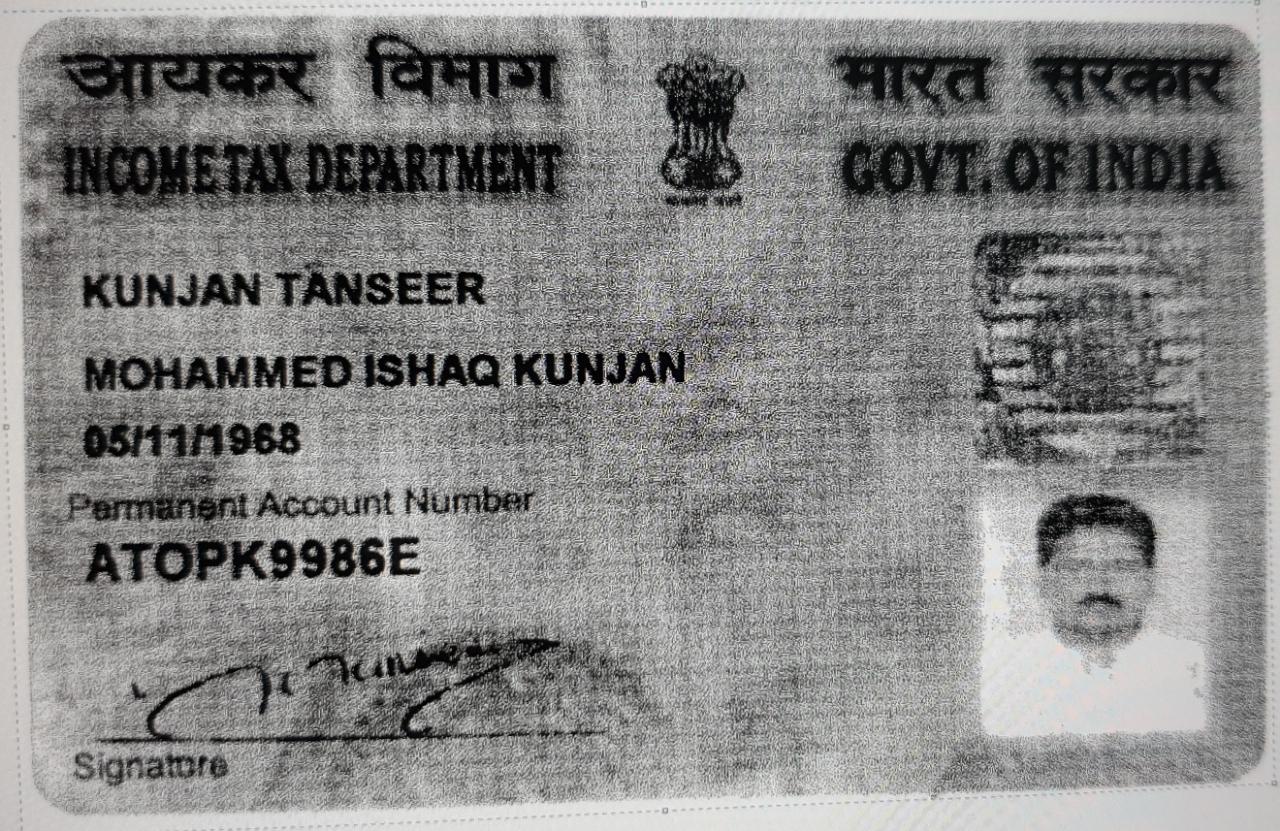 आयकर विभाग
भारत सरकार
INCOME TAX DEPARTMENT
GOVT. OF INDIA
KUNJAN TANSEER
MOHAMMED ISHAQ KUNJAN
05/11/1968
Permanent Account Number
ATOPK9986E
Signature